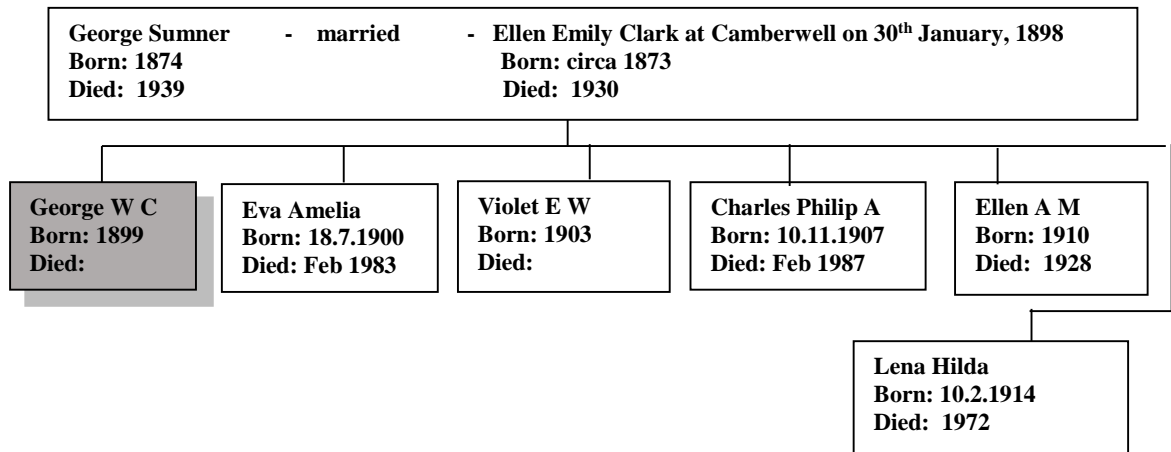 George Sumner - married - Ellen Emily Clark at Camberwell on 30th January, 1898
Born: 1874 Born: circa 1873
Died: 1939 Died: 1930
George W C
Born: 1899
Died:
Eva Amelia
Born: 18.7.1900
Died: Feb 1983
Violet E W
Born: 1903
Died:
Charles Philip A
Born: 10.11.1907
Died: Feb 1987
Ellen A M
Born: 1910
Died: 1928
Lena Hilda
Born: 10.2.1914
Died: 1972